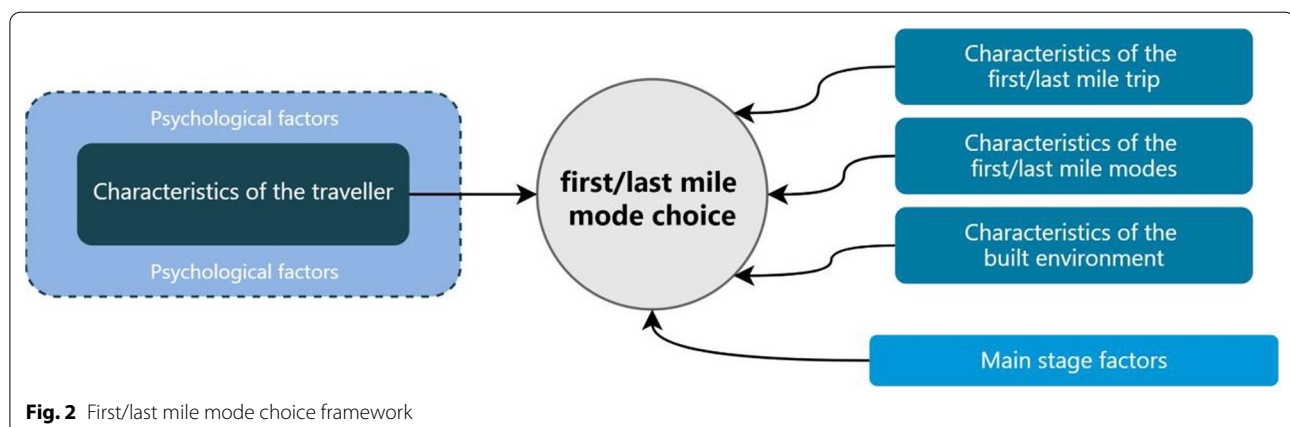 Psychological factors
Characteristics of the traveller
Psychological factors
first/last mile
mode choice
Characteristics of the
first/last mile trip
Characteristics of the
first/last mile modes
Characteristics of the
built environment
Main stage factors
Fig. 2 First/last mile mode choice framework